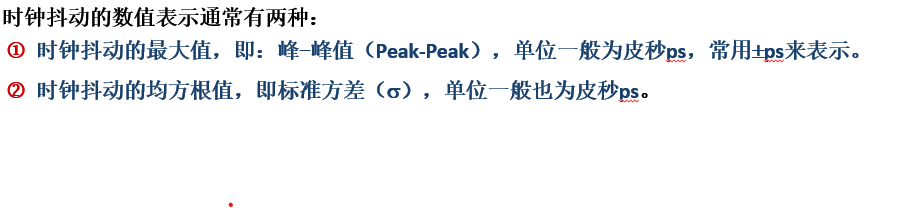 时钟抖动的数值表示通常有两种：
① 时钟抖动的最大值，即：峰–峰值（Peak-Peak），单位一般为皮秒ps，常用±ps来表示。
② 时钟抖动的均方根值，即标准方差（σ），单位一般也为皮秒ps。